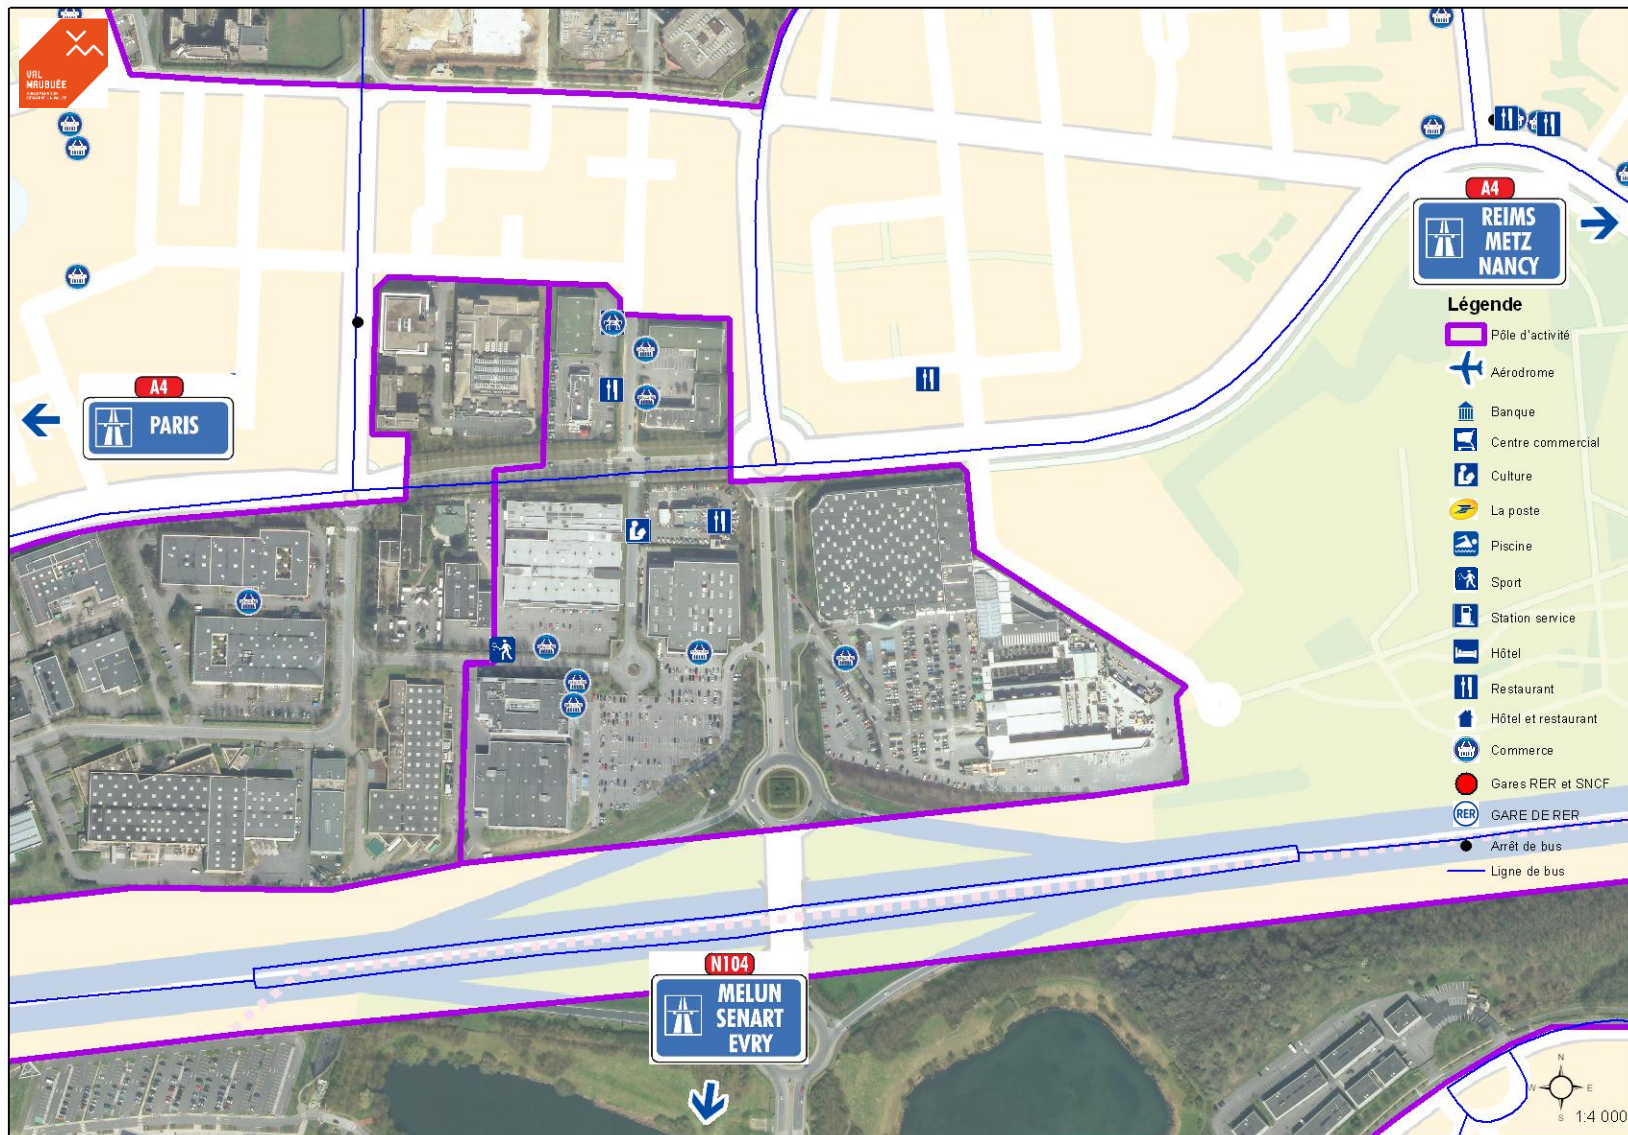 VAL
MAUBUÉE
A4
PARIS
A4
REIMS
METZ
NANCY
Légende
Pôle d'activité
Aérodrome
Banque
Centre commercial
Culture
La poste
Piscine
Sport
Station service
Hôtel
Restaurant
Hôtel et restaurant
Commerce
Gares RER et SNCF
RER GARE DE RER
Arrêt de bus
Ligne de bus
N104
MELUN
SENART
EVRY
N
W E
S
1:4 000